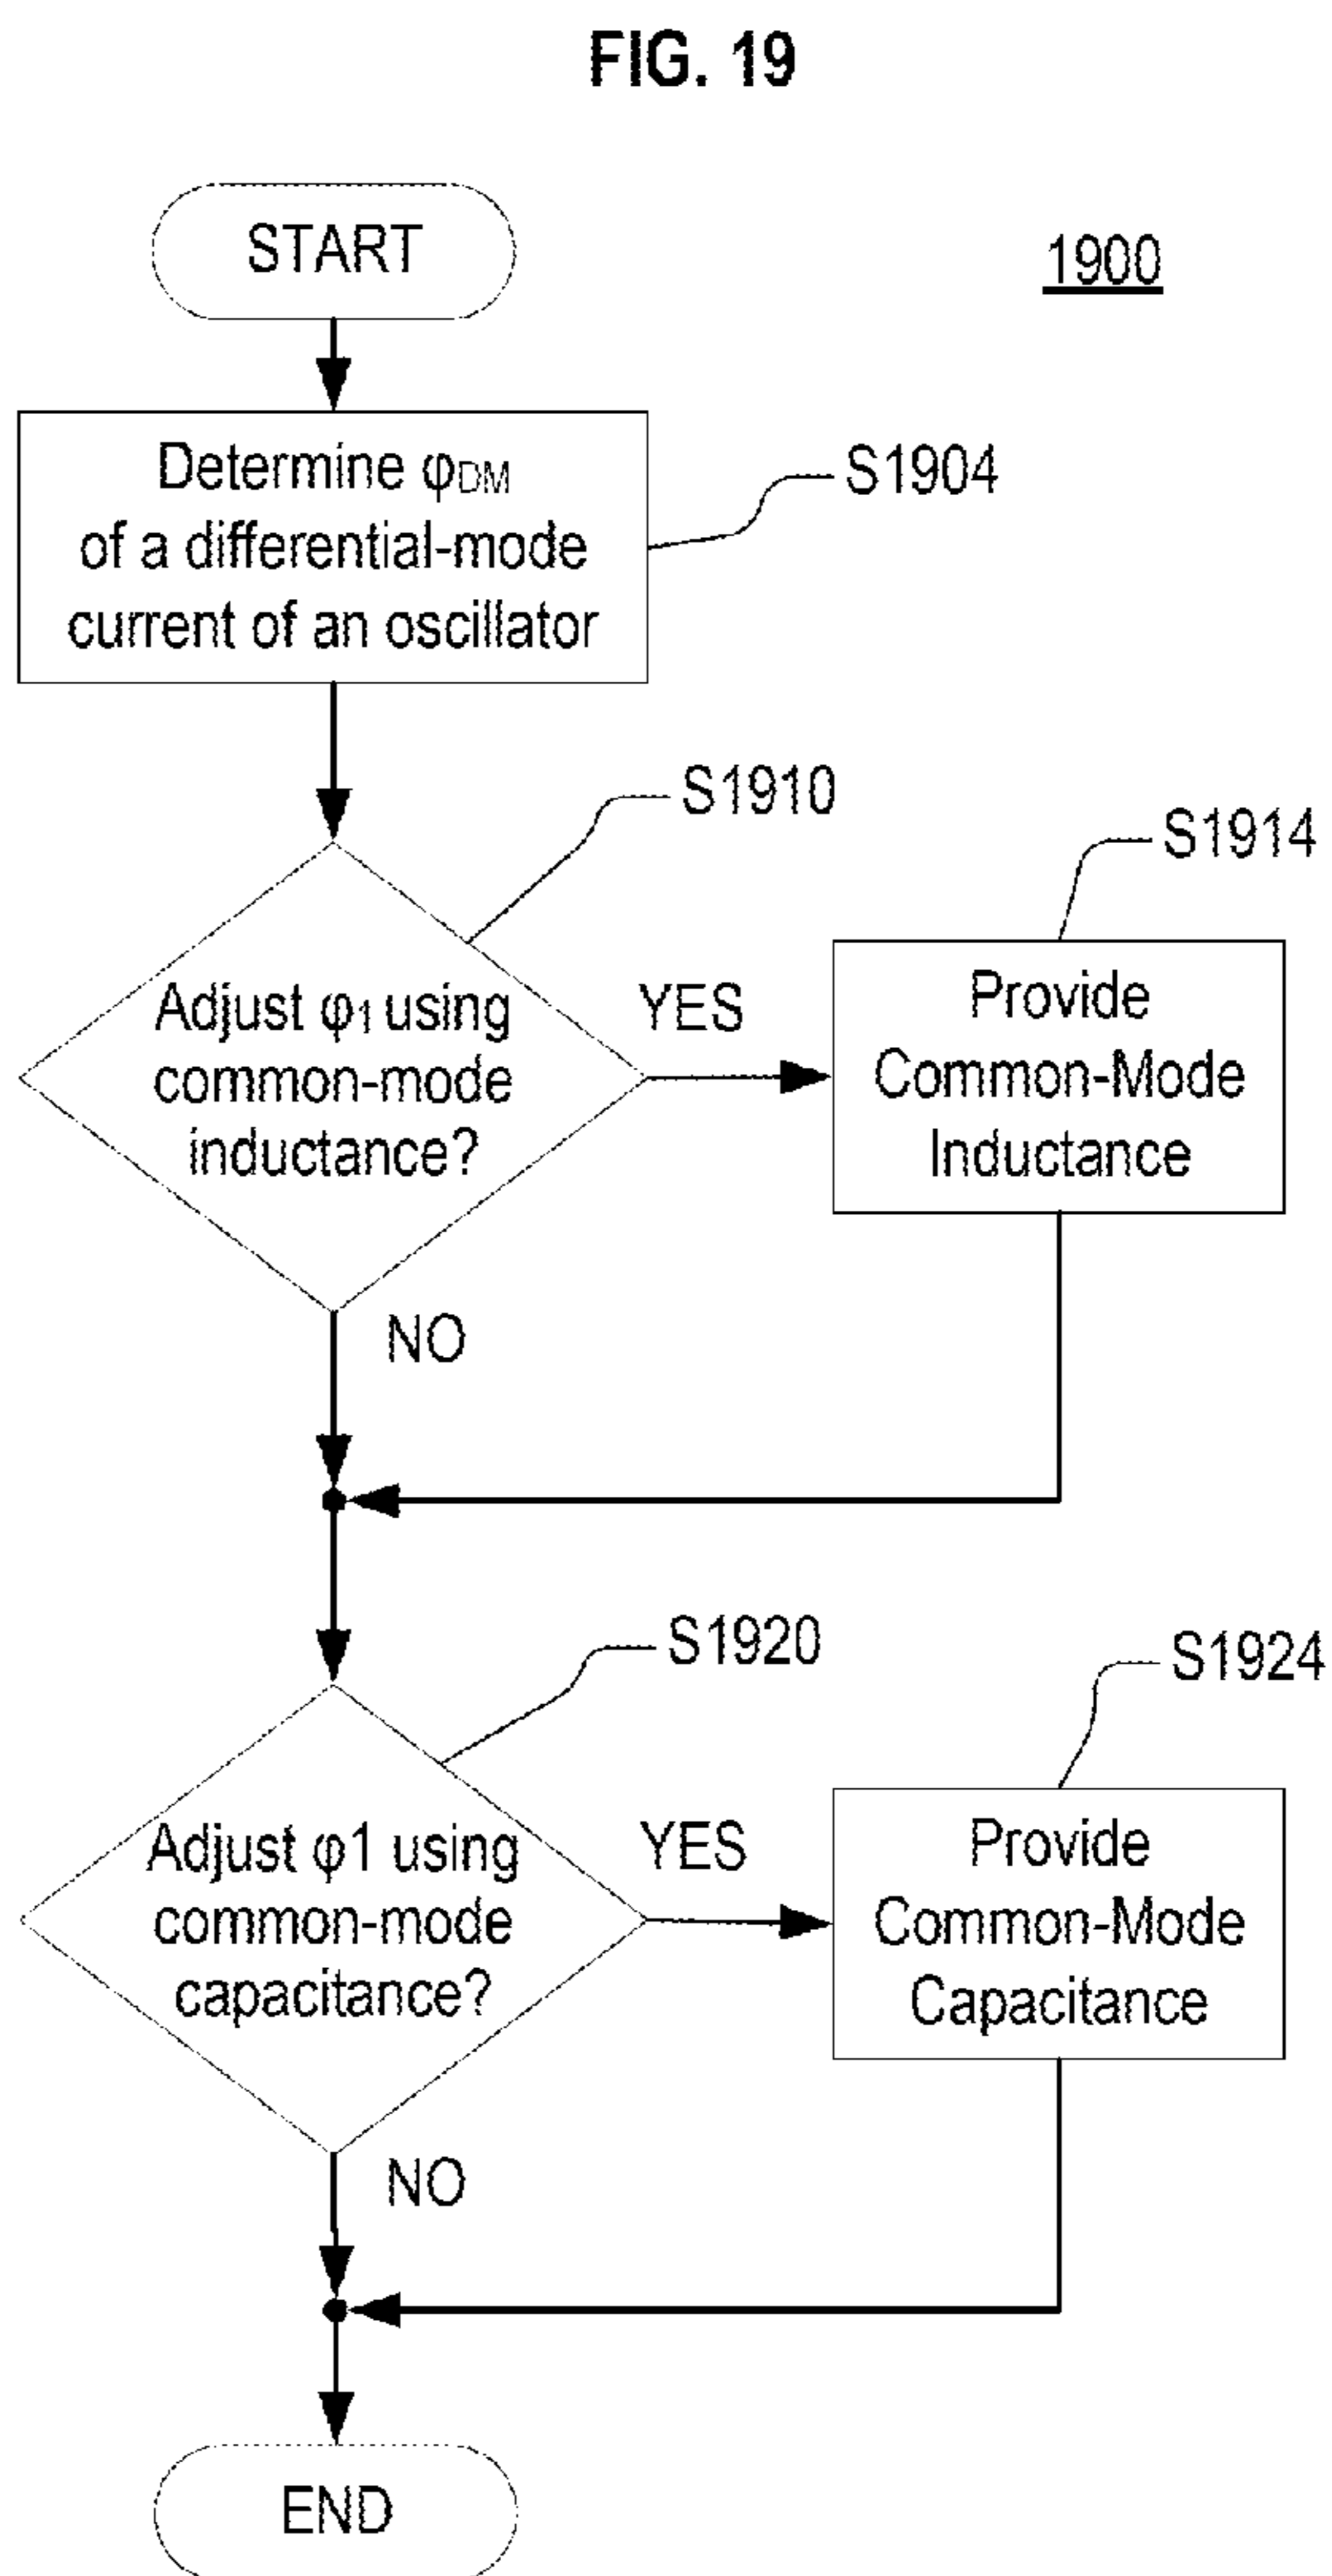 FIG. 19
START
1900
Determine φDM
of a differential-mode
current of an oscillator
S1904
S1910
S1914
Adjust φ1 using
common-mode
inductance?
YES
Provide
Common-Mode
Inductance
NO
S1920
S1924
Adjust φ1 using
common-mode
capacitance?
YES
Provide
Common-Mode
Capacitance
NO
END